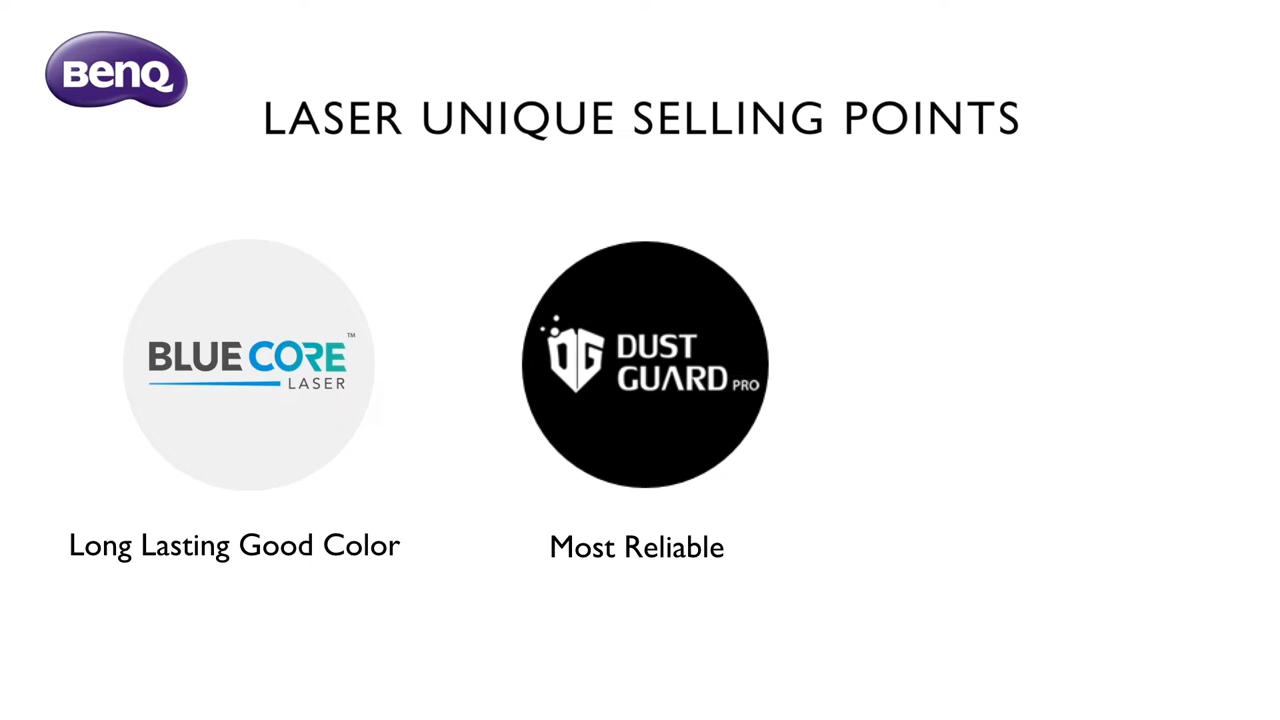 BenQ
LASER UNIQUE SELLING POINTS
BLUE CORE™
LASER
DG DUST
GUARD PRO
Long Lasting Good Color
Most Reliable